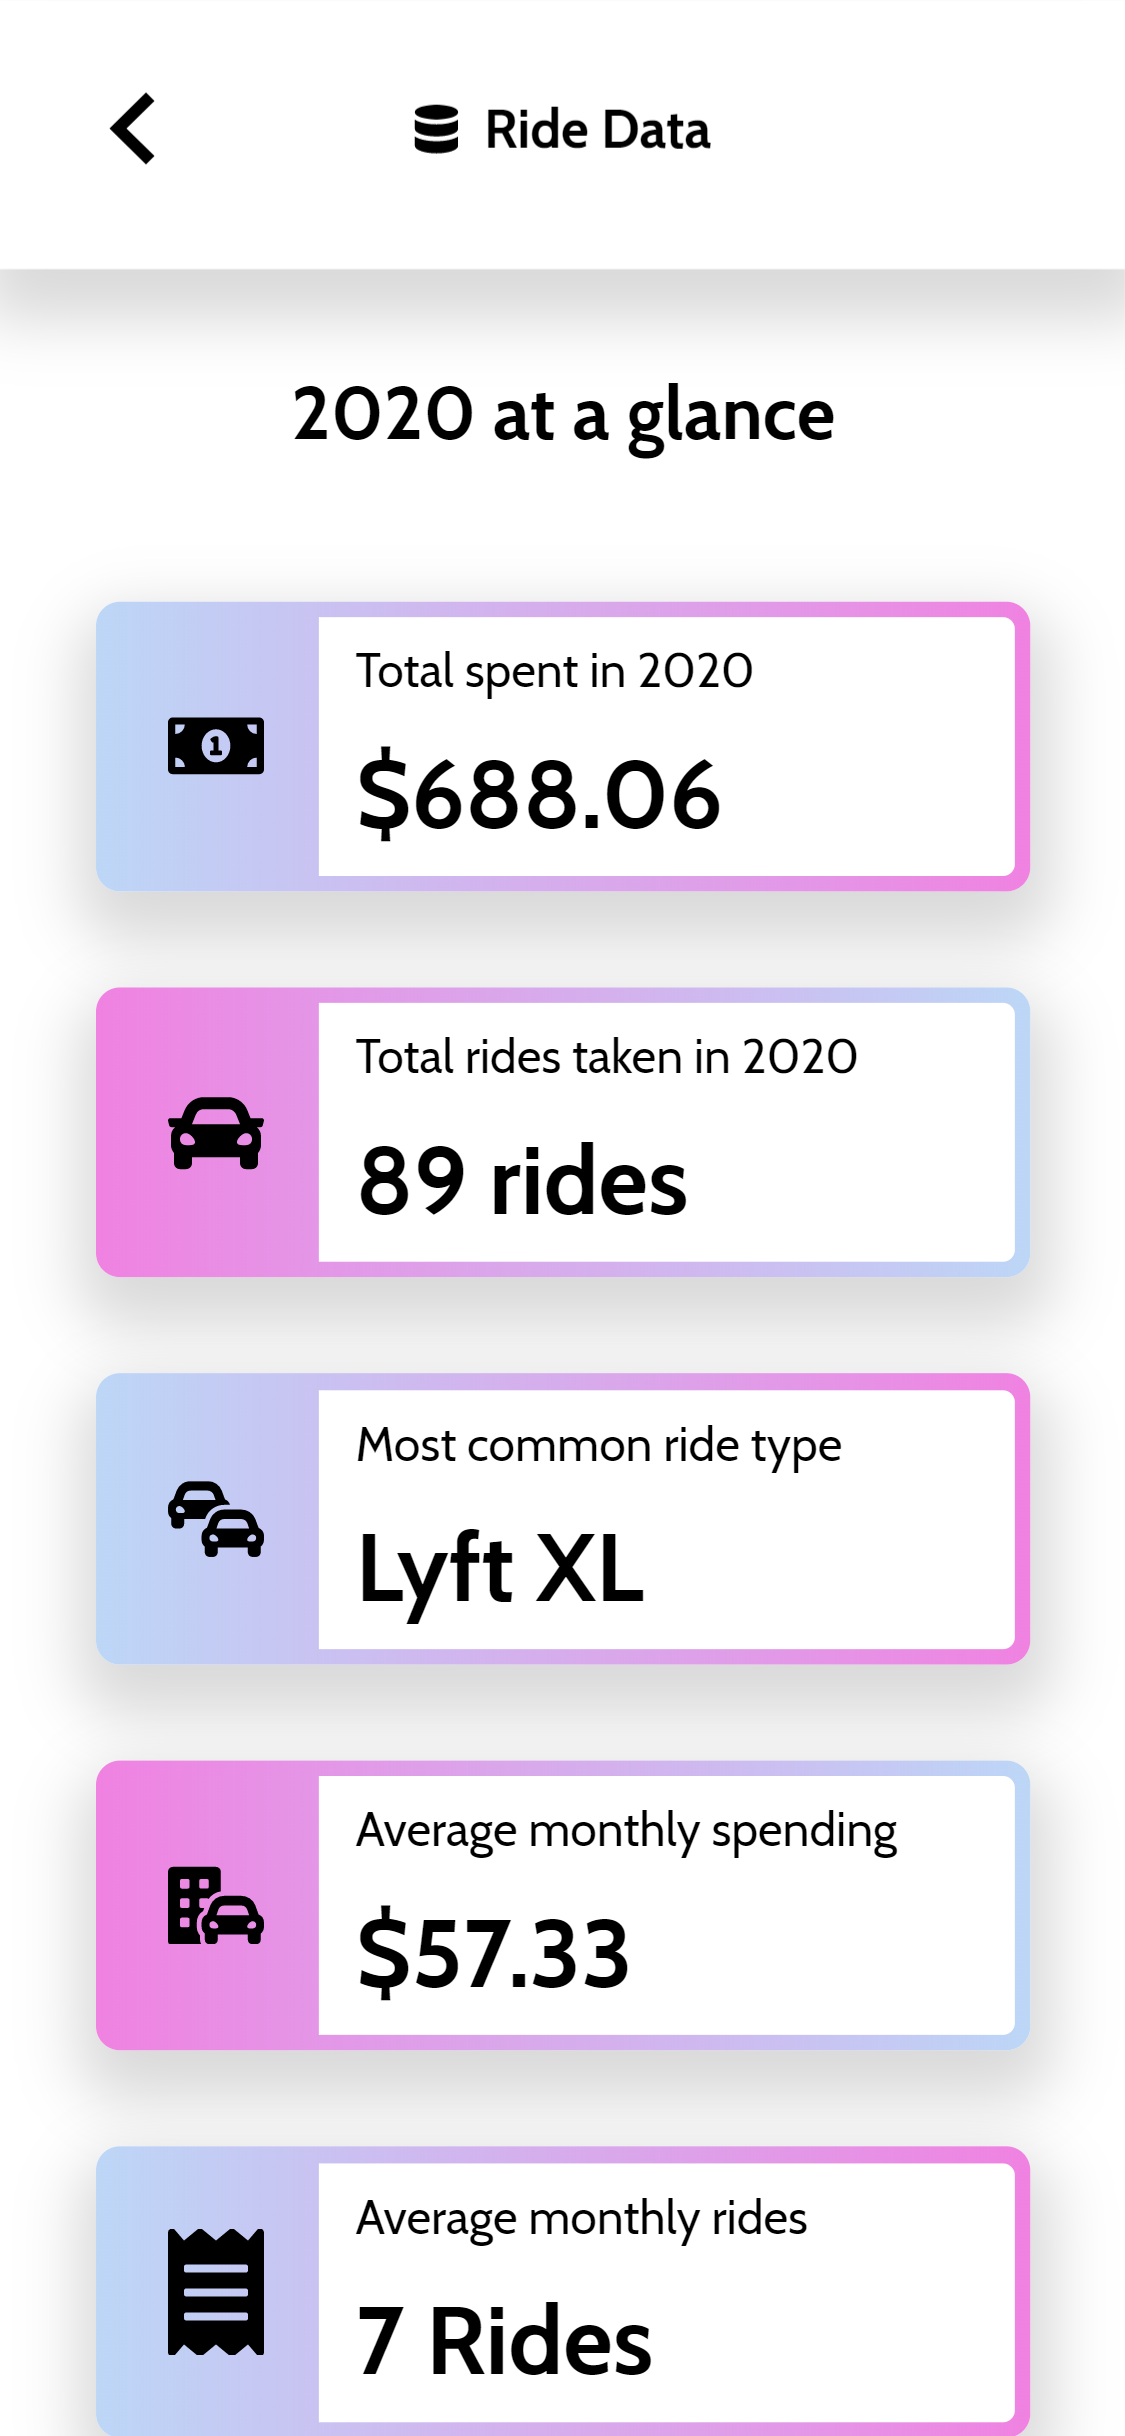 Ride Data
2020 at a glance
Total spent in 2020
1
$688.06
Total rides taken in 2020
89 rides
Most common ride type
Lyft XL
Average monthly spending
$57.33
Average monthly rides
7 Rides